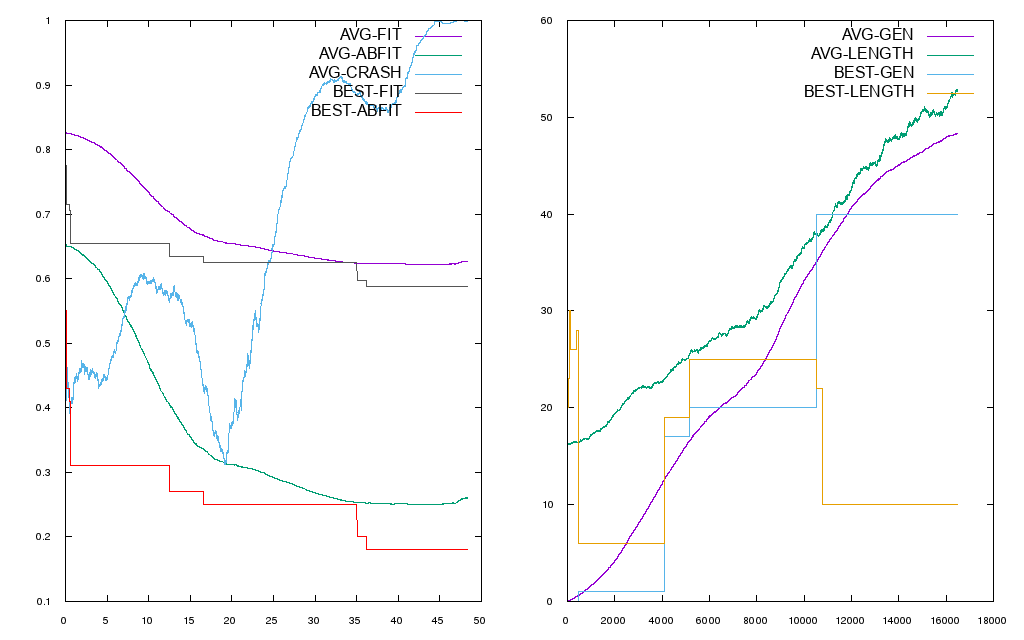 1
0.9
0.8
0.7
0.6
0.5
0.4
0.3
0.2
0.1
0 5 10 15 20 25 30 35 40 45 50
AVG-FIT
AVG-ABFIT
AVG-CRASH
BEST-FIT
BEST-ABFIT
60
50
40
30
20
10
0
0 2000 4000 6000 8000 10000 12000 14000 16000 18000
AVG-GEN
AVG-LENGTH
BEST-GEN
BEST-LENGTH